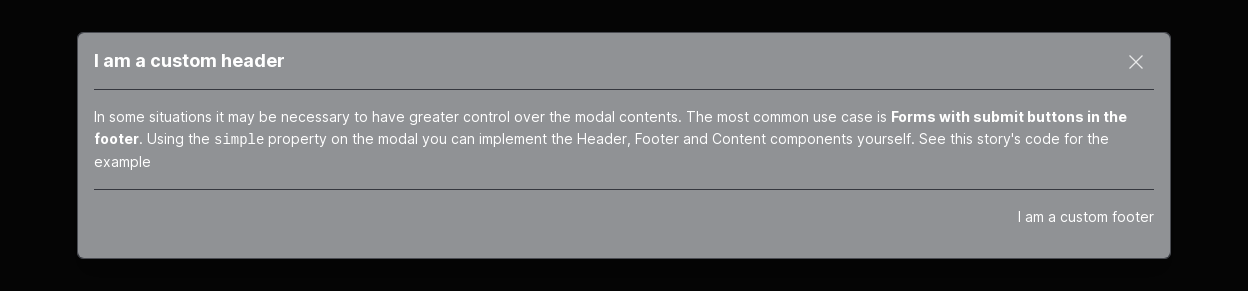 I am a custom header
In some situations it may be necessary to have greater control over the modal contents. The most common use case is Forms with submit buttons in the
footer. Using the simple property on the modal you can implement the Header, Footer and Content components yourself. See this story's code for the
example
I am a custom footer